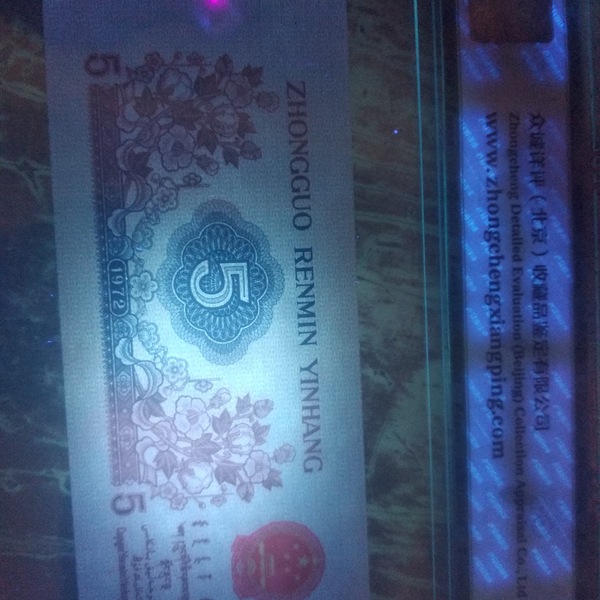 众诚详评（北京）收藏品鉴定有限公司
Zhongcheng Detailed Evaluation (Beijing) Collection Appraisal Co., Ltd
www.zhongchengxiangping.com
ZHONGGUO RENMIN YINHANG
5
5
1972
5